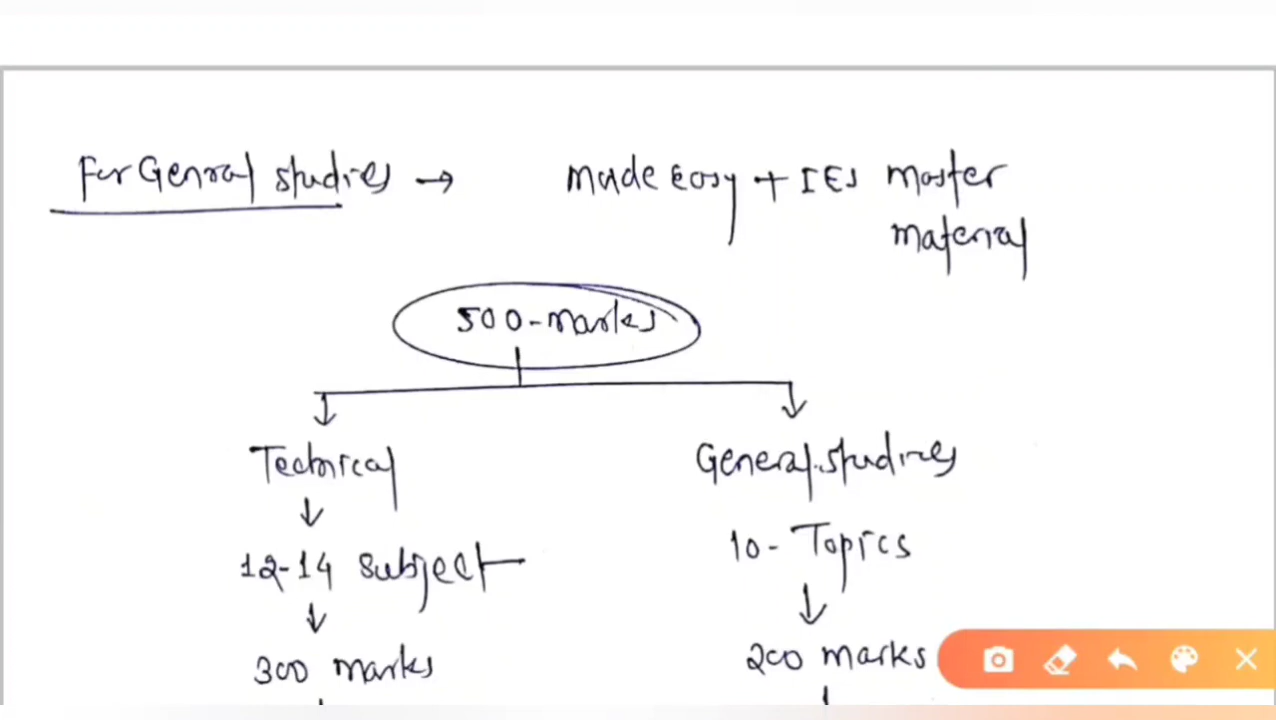 For Genral studies → made easy + IES master
material
500-marks
Technical
General studies
12-14 subject
10- Topics
300 marks
200 marks